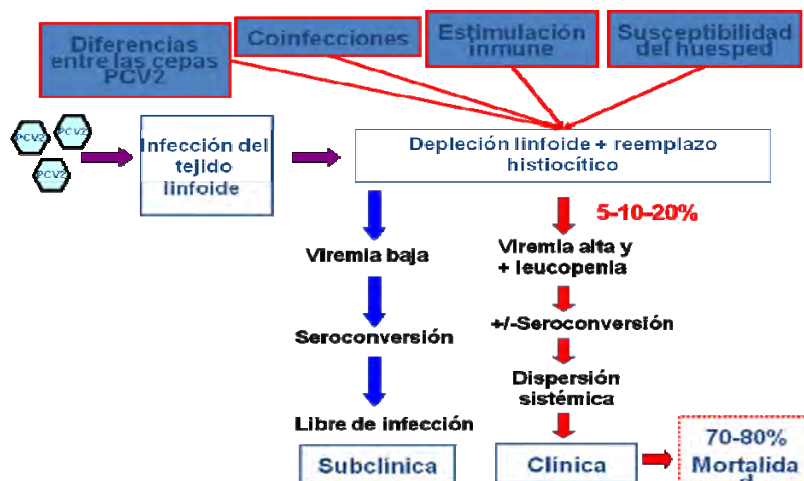 Diferencias
entre las cepas
PCV2
Coinfecciones
Estimulación
inmune
Susceptibilidad
del huesped
PCV2
PCV2
PCV2
Infección del
tejido
linfoide
Depleción linfoide + reemplazo
histiocítico
5-10-20%
Viremia baja
Viremia alta y
+ leucopenia
Seroconversión
+/-Seroconversión
Dispersión
sistémica
Libre de infección
Subclínica
Clínica
70-80%
Mortalida
d